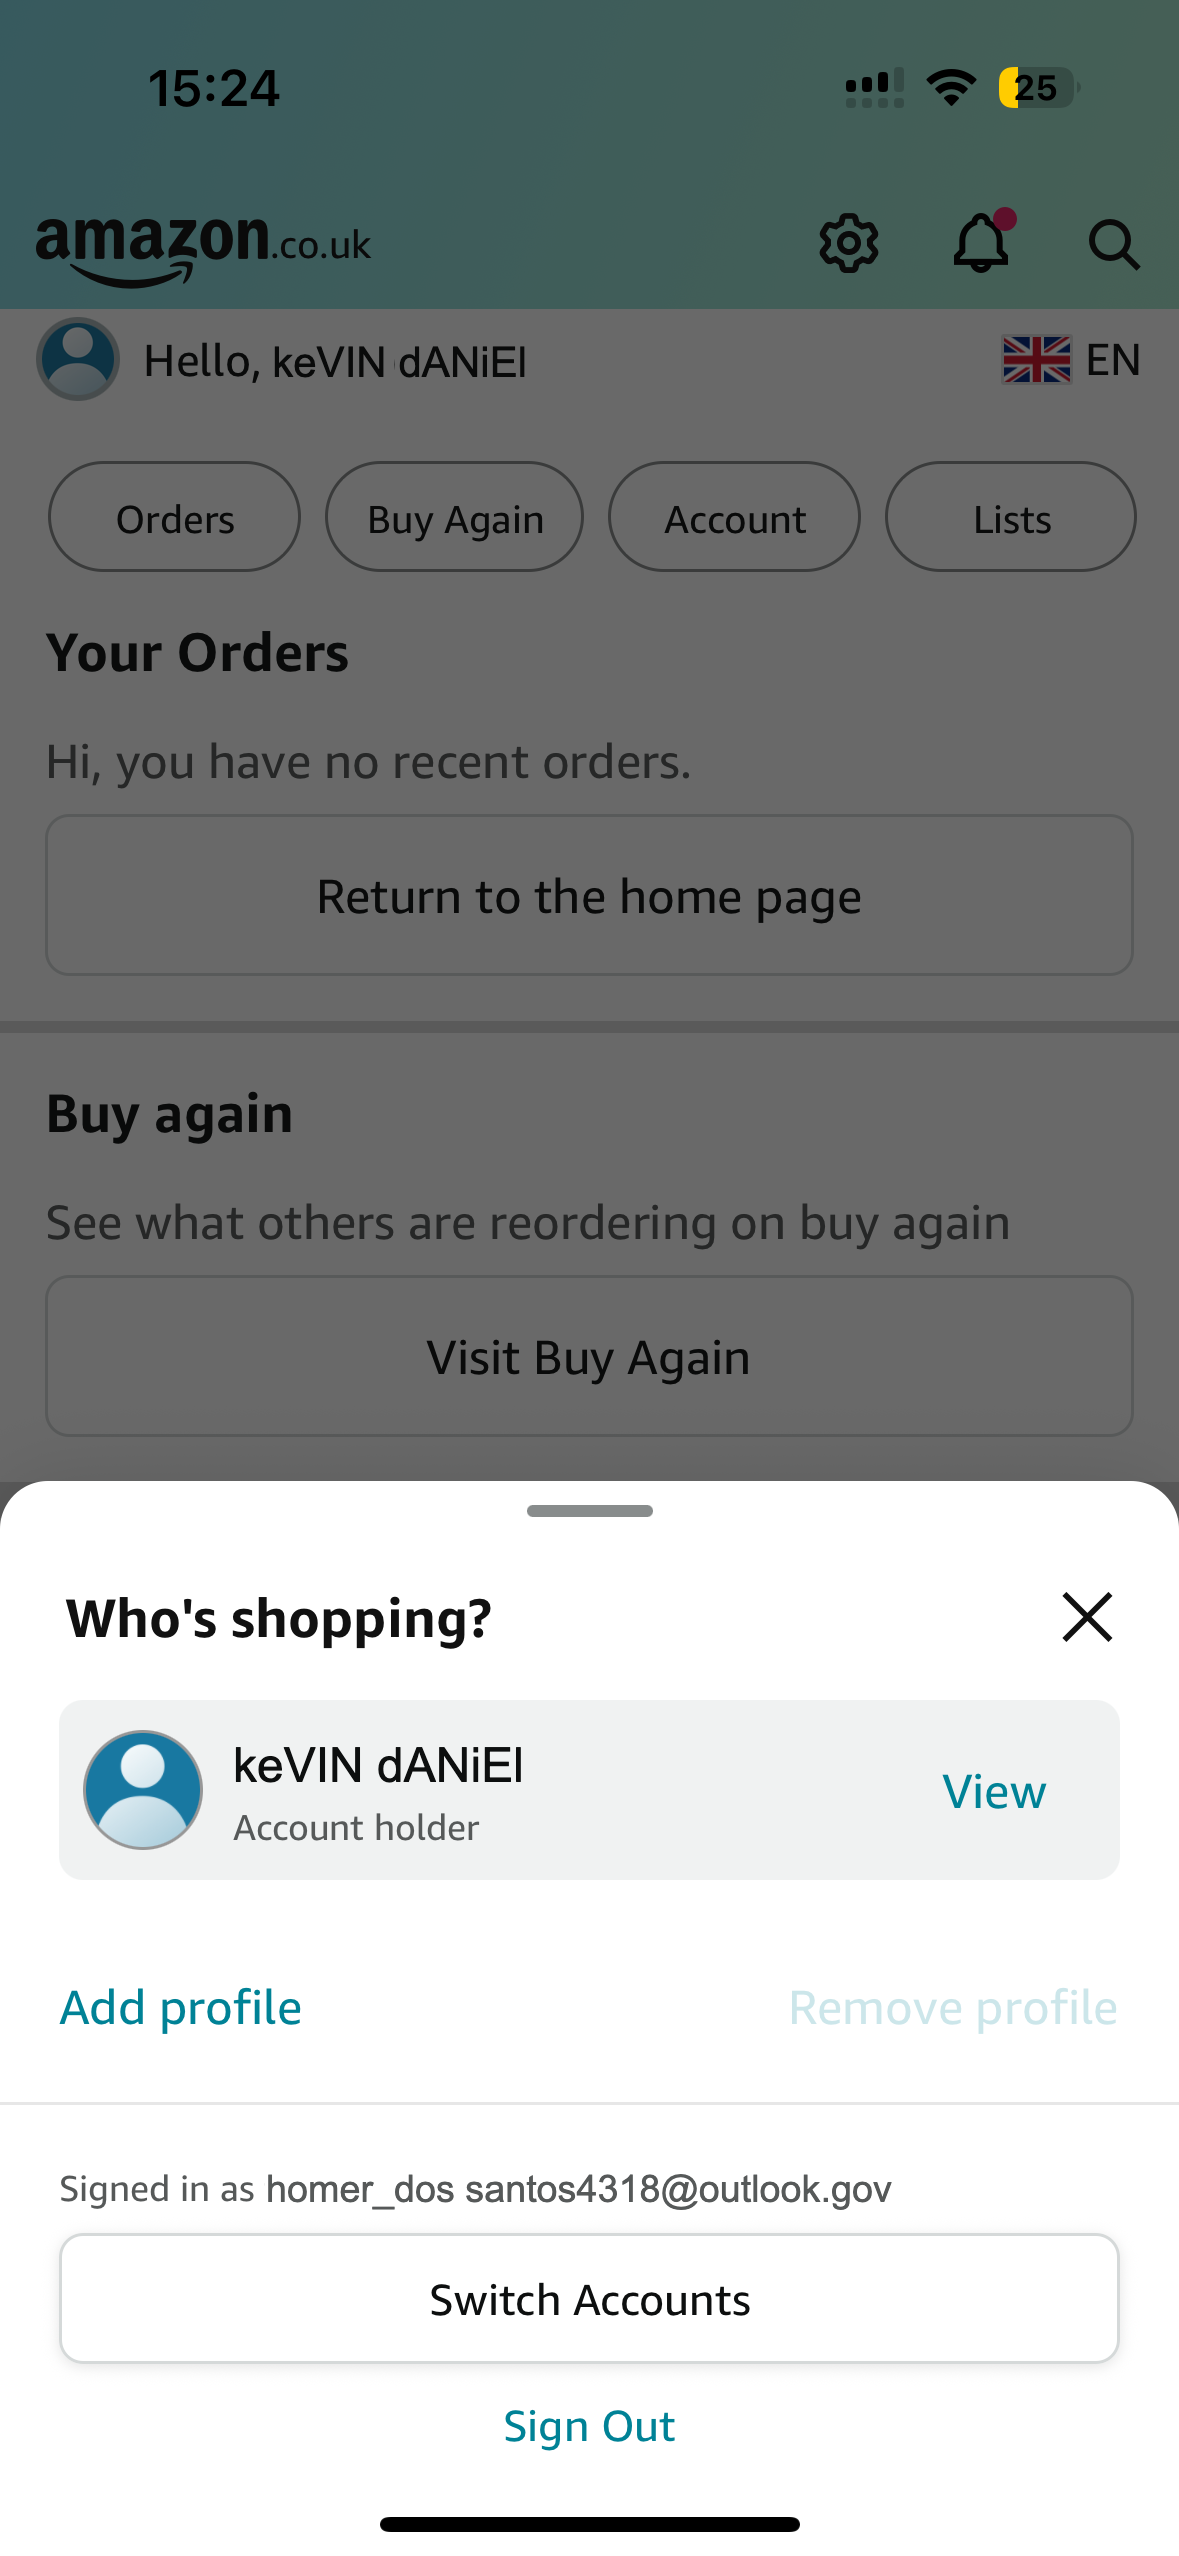 15:24
25
amazon.co.uk
Hello, keVIN dANiEl
EN
Orders
Buy Again
Account
Lists
Your Orders
Hi, you have no recent orders.
Return to the home page
Buy again
See what others are reordering on buy again
Visit Buy Again
Who's shopping?
keVIN dANiEl
Account holder
View
Add profile
Remove profile
Signed in as homer_dos santos4318@outlook.gov
Switch Accounts
Sign Out